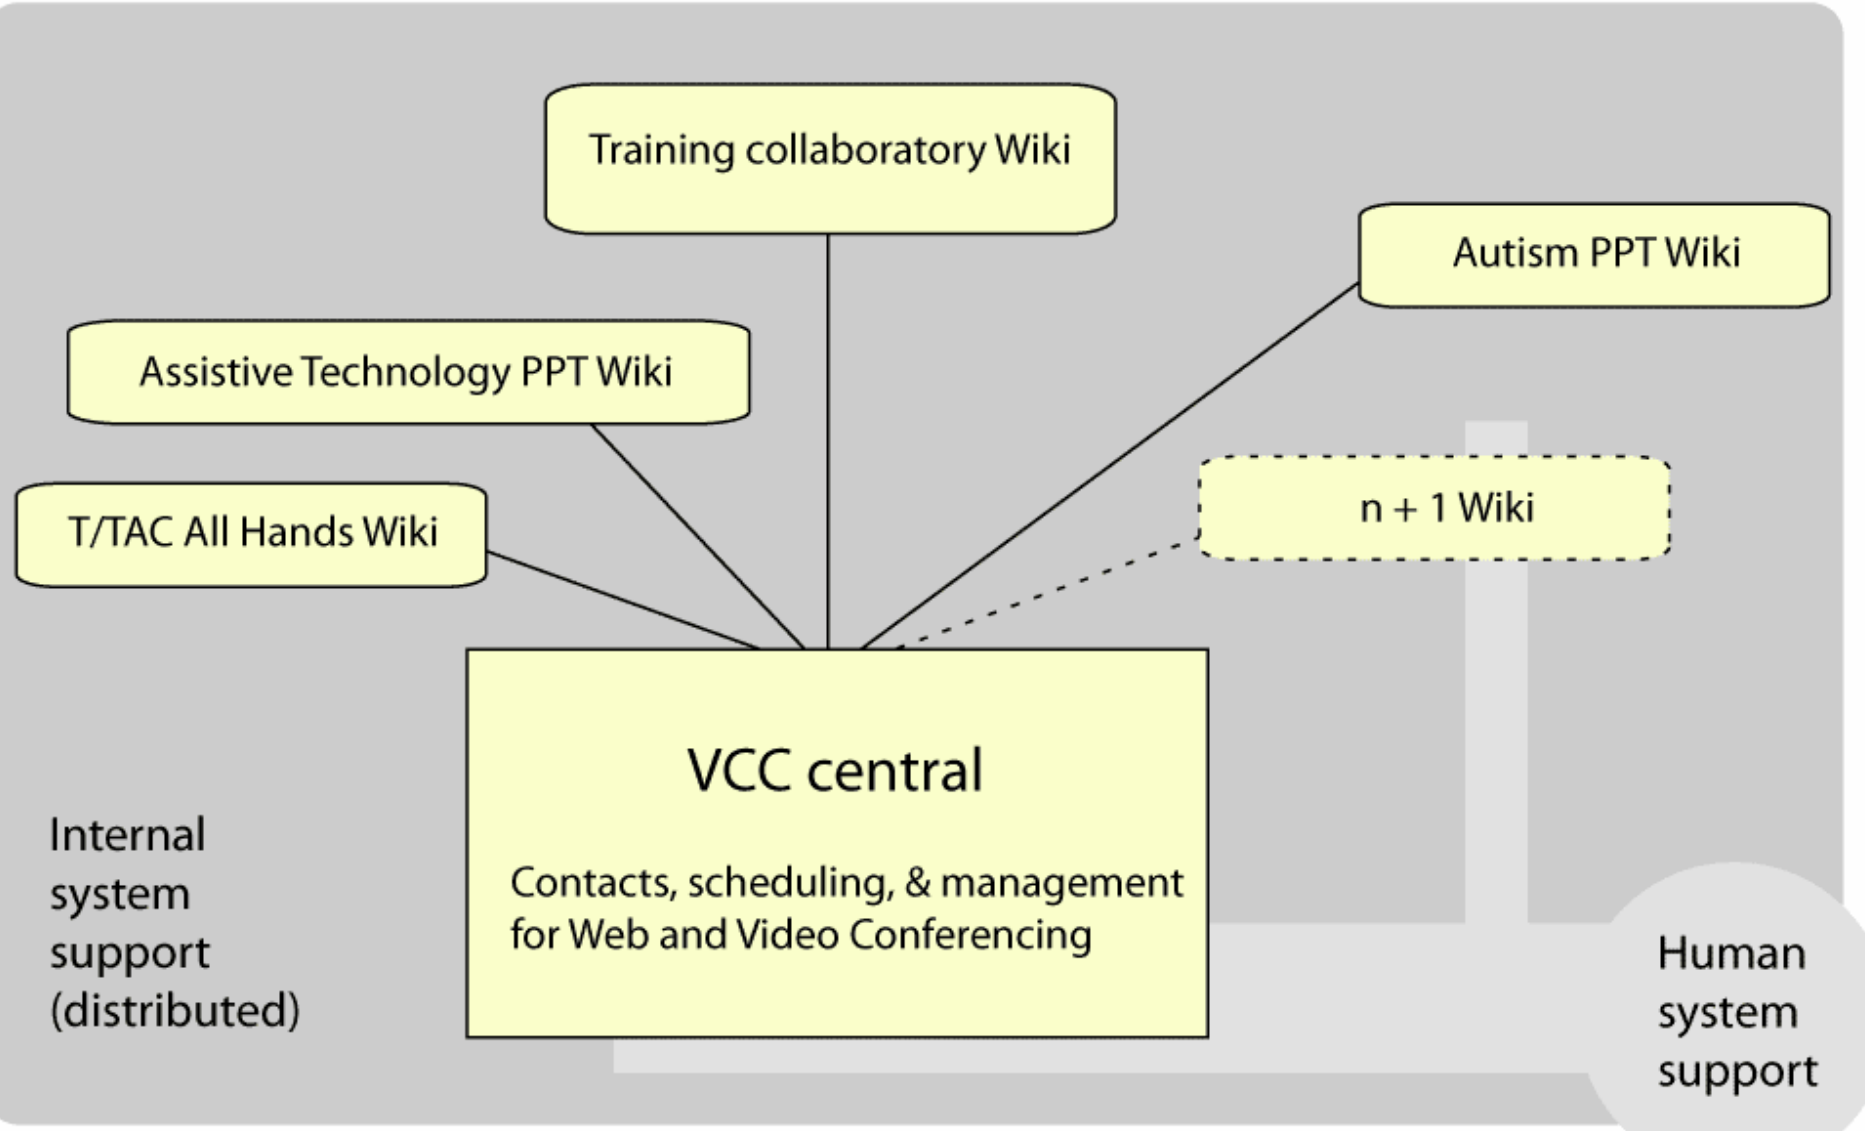 Training collaboratory Wiki
Autism PPT Wiki
Assistive Technology PPT Wiki
T/TAC All Hands Wiki
n + 1 Wiki
VCC central
Contacts, scheduling, & management
for Web and Video Conferencing
Internal
system
support
(distributed)
Human
system
support